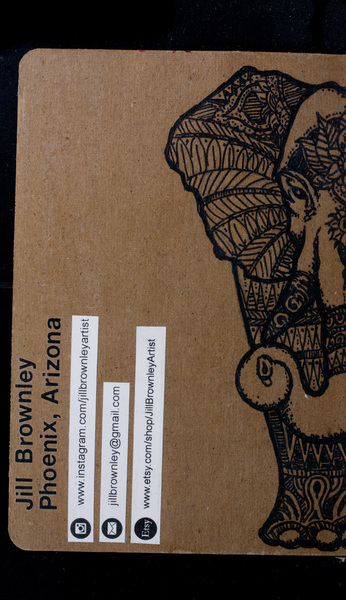 Jill Brownley
Phoenix, Arizona
www.instagram.com/jillbrownleyartist
jillbrownley@gmail.com
Etsy www.etsy.com/shop/JillBrownleyArtist